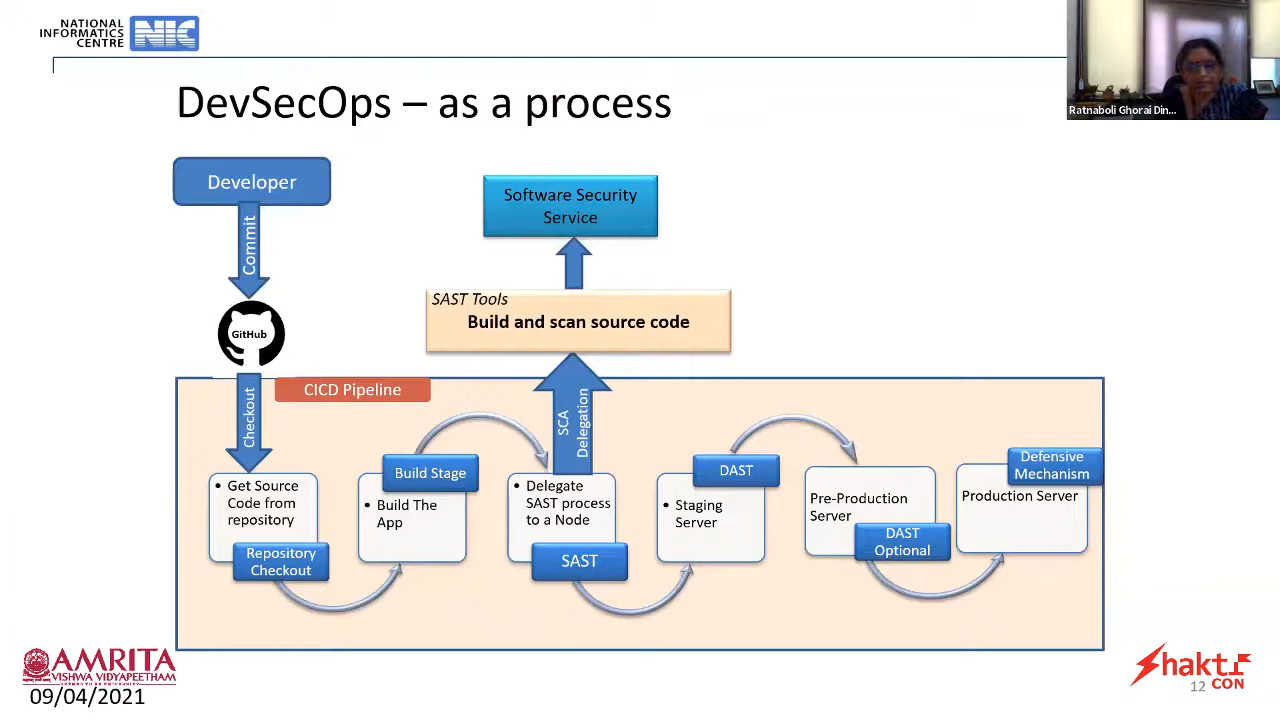 NATIONAL
INFORMATICS
CENTRE
NIC
Ratnaboli Ghorai Din...
DevSecOps – as a process
Developer
Commit
GitHub
Software Security
Service
SAST Tools
Build and scan source code
CICD Pipeline
Checkout
SCA
Delegation
• Get Source
Code from
repository
Repository
Checkout
Build Stage
• Build The
App
• Delegate
SAST process
to a Node
SAST
DAST
• Staging
Server
Pre-Production
Server
DAST
Optional
Defensive
Mechanism
Production Server
AMRITA
VISHWA VIDYAPEETHAM
09/04/2021
Shakti
CON
12